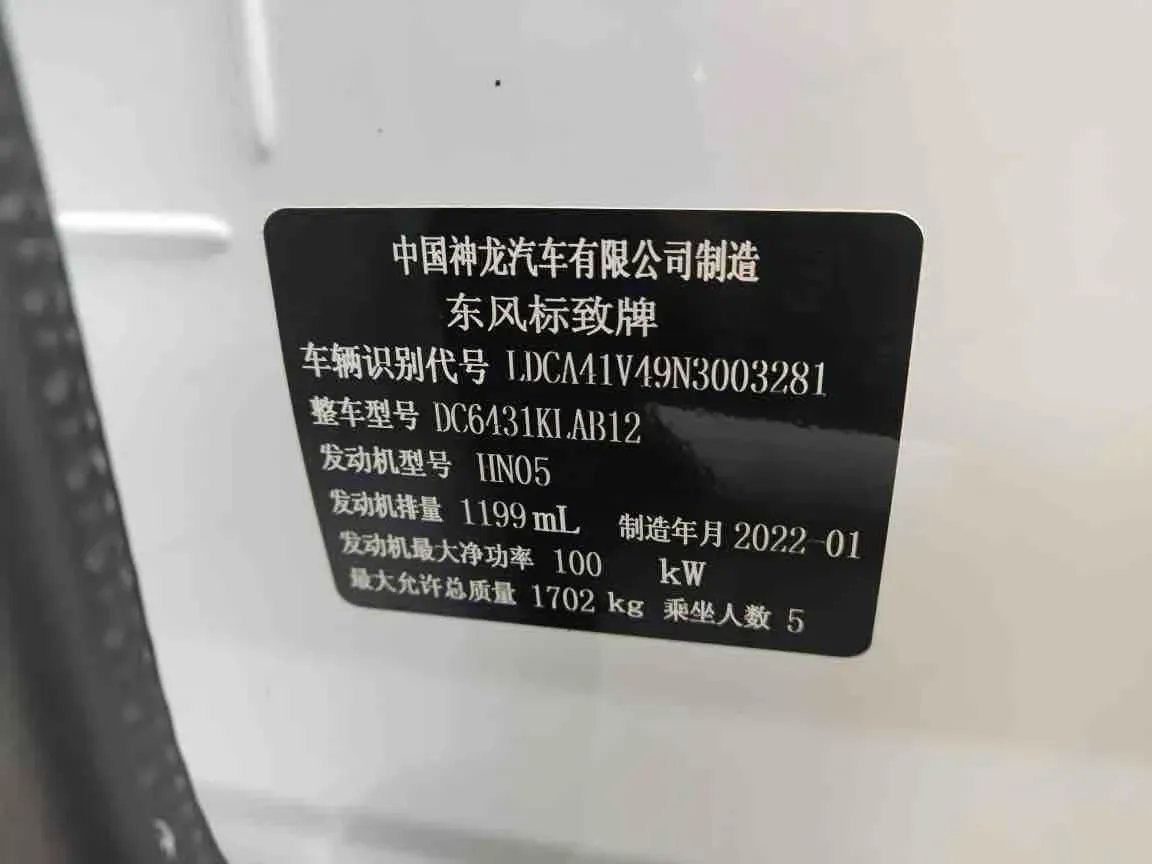 中国神龙汽车有限公司制造
东风标致牌
车辆识别代号 LDCA41V49N3003281
整车型号 DC6431KLAB12
发动机型号 HN05
发动机排量 1199 mL 制造年月 2022-01
发动机最大净功率 100 kW
最大允许总质量 1702 kg 乘坐人数 5